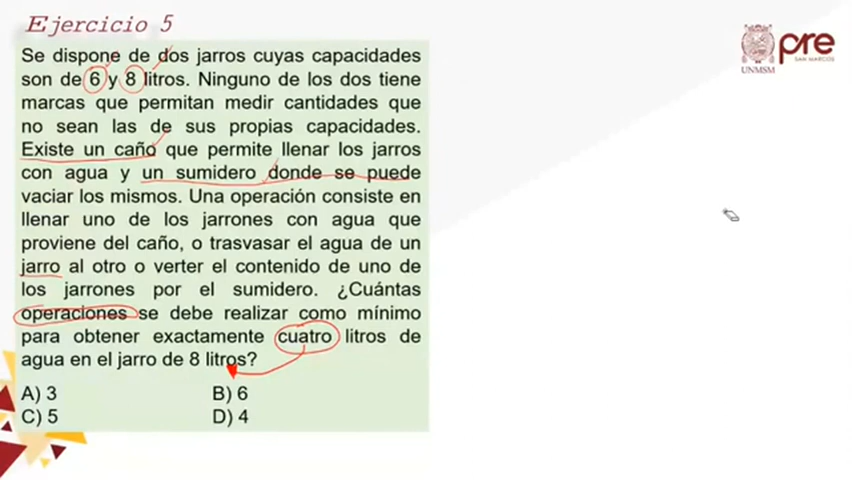 Ejercicio 5
Se dispone de dos jarros cuyas capacidades
son de 6 y 8 litros. Ninguno de los dos tiene
marcas que permitan medir cantidades que
no sean las de sus propias capacidades.
Existe un caño que permite llenar los jarros
con agua y un sumidero donde se puede
vaciar los mismos. Una operación consiste en
llenar uno de los jarrones con agua que
proviene del caño, o trasvasar el agua de un
jarro al otro o verter el contenido de uno de
los jarrones por el sumidero. ¿Cuántas
operaciones se debe realizar como mínimo
para obtener exactamente cuatro litros de
agua en el jarro de 8 litros?
A) 3 B) 6
C) 5 D) 4
UNMSM
pre
SAN MARCOS